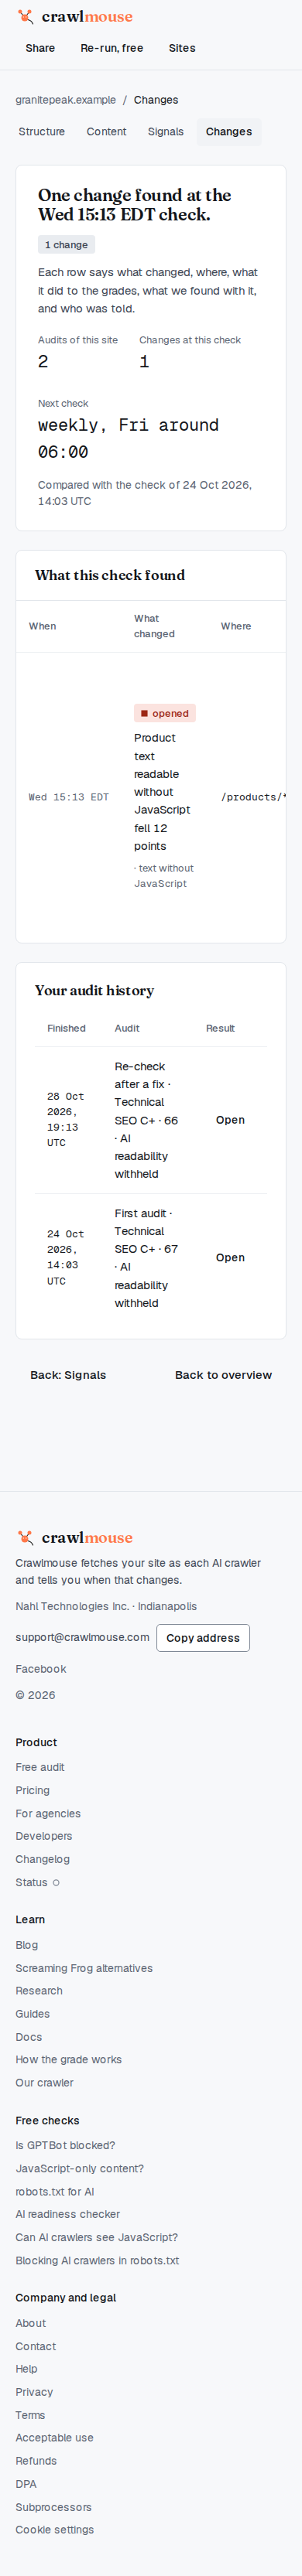 crawlmouse
Share Re-run, free Sites
granitepeak.example / Changes
Structure Content Signals Changes
One change found at the
Wed 15:13 EDT check.
1 change
Each row says what changed, where, what
it did to the grades, what we found with it,
and who was told.
Audits of this site Changes at this check
2 1
Next check
weekly, Fri around
06:00
Compared with the check of 24 Oct 2026,
14:03 UTC
What this check found
When What changed Where
opened
Product
text
readable
without
JavaScript
fell 12
points
· text without
JavaScript
Wed 15:13 EDT
/products/*
Your audit history
Finished Audit Result
28 Oct
2026,
19:13
UTC
Re-check
after a fix ·
Technical
SEO C+ · 66
· AI
readability
withheld
Open
24 Oct
2026,
14:03
UTC
First audit ·
Technical
SEO C+ · 67
· AI
readability
withheld
Open
Back: Signals Back to overview
crawlmouse
Crawlmouse fetches your site as each AI crawler
and tells you when that changes.
Nahl Technologies Inc. · Indianapolis
support@crawlmouse.com Copy address
Facebook
© 2026
Product
Free audit
Pricing
For agencies
Developers
Changelog
Status
Learn
Blog
Screaming Frog alternatives
Research
Guides
Docs
How the grade works
Our crawler
Free checks
Is GPTBot blocked?
JavaScript-only content?
robots.txt for AI
AI readiness checker
Can AI crawlers see JavaScript?
Blocking AI crawlers in robots.txt
Company and legal
About
Contact
Help
Privacy
Terms
Acceptable use
Refunds
DPA
Subprocessors
Cookie settings